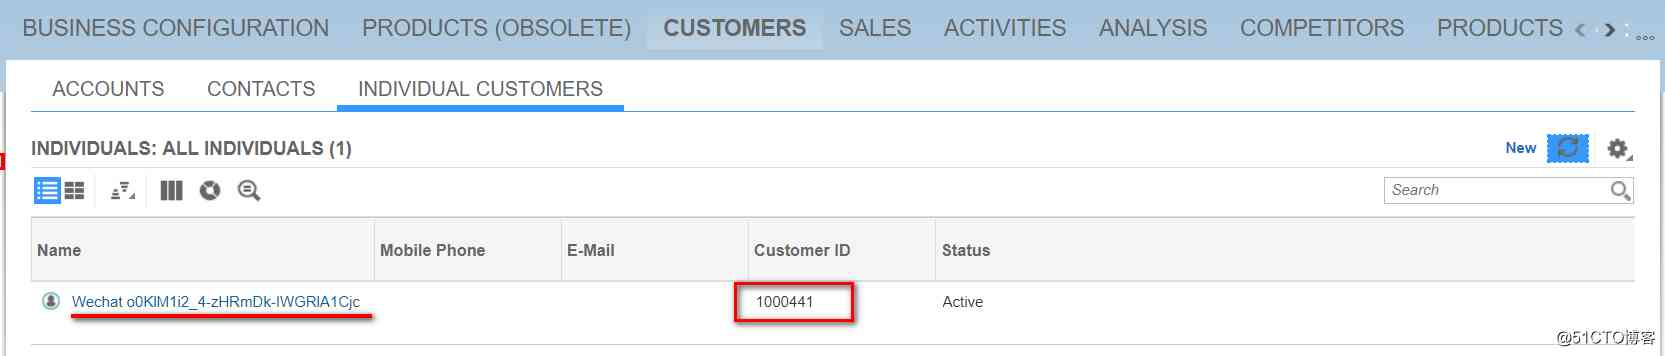 BUSINESS CONFIGURATION PRODUCTS (OBSOLETE) CUSTOMERS SALES ACTIVITIES ANALYSIS COMPETITORS PRODUCTS
ACCOUNTS CONTACTS INDIVIDUAL CUSTOMERS
INDIVIDUALS: ALL INDIVIDUALS (1) New
Search
Name Mobile Phone E-Mail Customer ID Status
Wechat o0KlM1i2_4-zHRmDk-IWGRlA1Cjc 1000441 Active
@51CTO博客